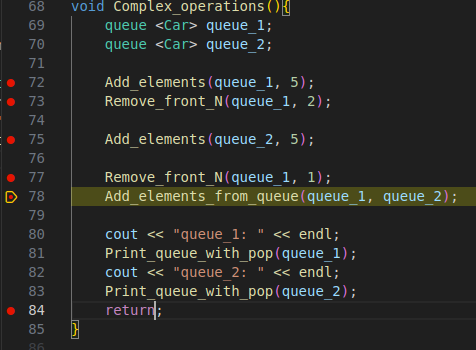 68 void Complex_operations(){
69 queue <Car> queue_1;
70 queue <Car> queue_2;
71
72 Add_elements(queue_1, 5);
73 Remove_front_N(queue_1, 2);
74
75 Add_elements(queue_2, 5);
76
77 Remove_front_N(queue_1, 1);
78 Add_elements_from_queue(queue_1, queue_2);
79
80 cout << "queue_1: " << endl;
81 Print_queue_with_pop(queue_1);
82 cout << "queue_2: " << endl;
83 Print_queue_with_pop(queue_2);
84 return;
85 }
86